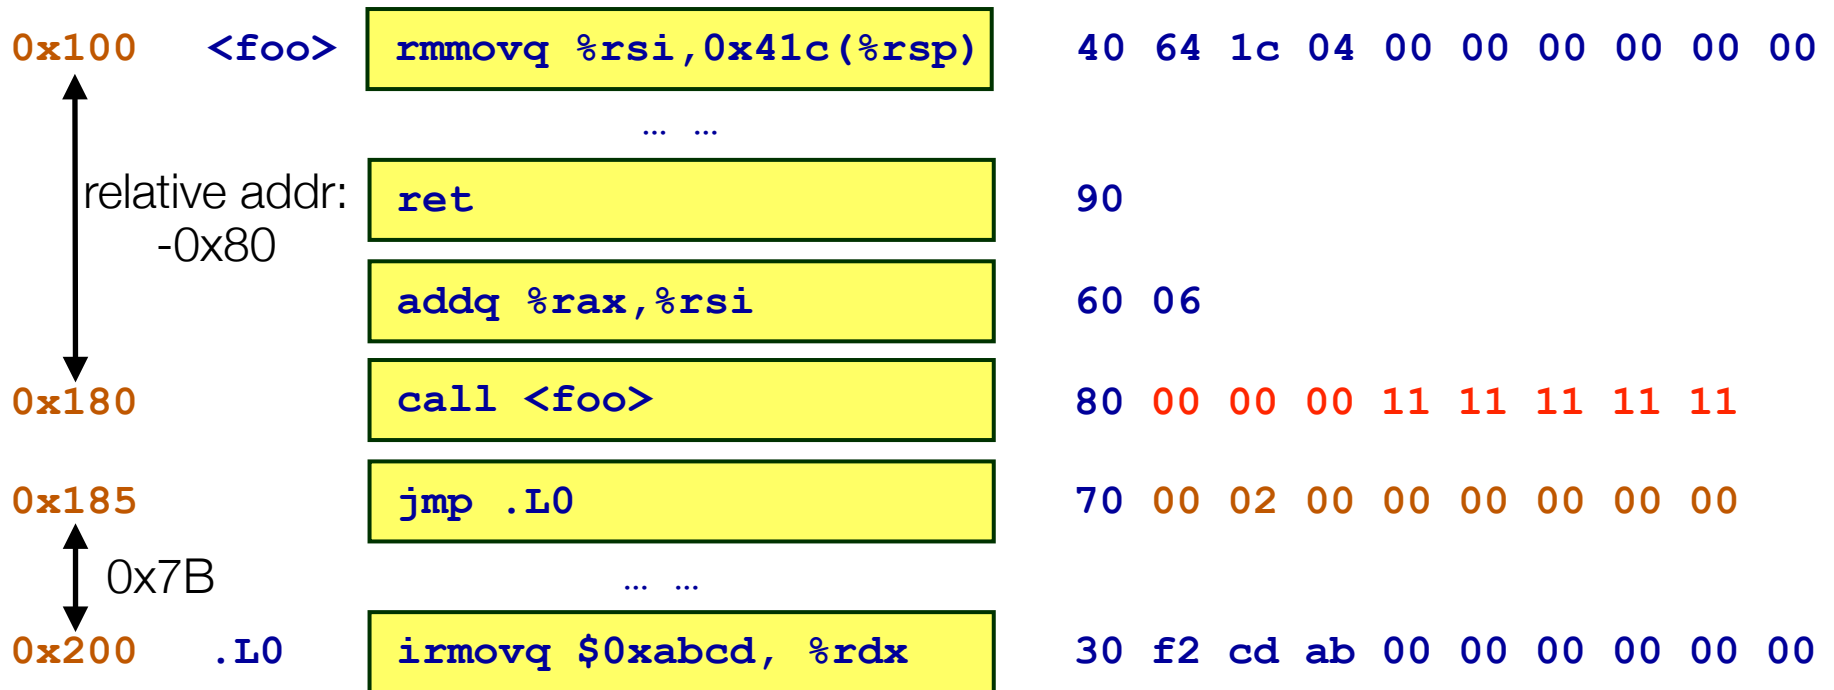 0x100 <foo> rmmovq %rsi,0x41c(%rsp) 40 64 1c 04 00 00 00 00 00 00
… …
relative addr:
-0x80
ret 90
addq %rax,%rsi 60 06
0x180 call <foo> 80 00 00 00 11 11 11 11 11
0x185 jmp .L0 70 00 02 00 00 00 00 00 00
0x7B
… …
0x200 .L0 irmovq $0xabcd, %rdx 30 f2 cd ab 00 00 00 00 00 00